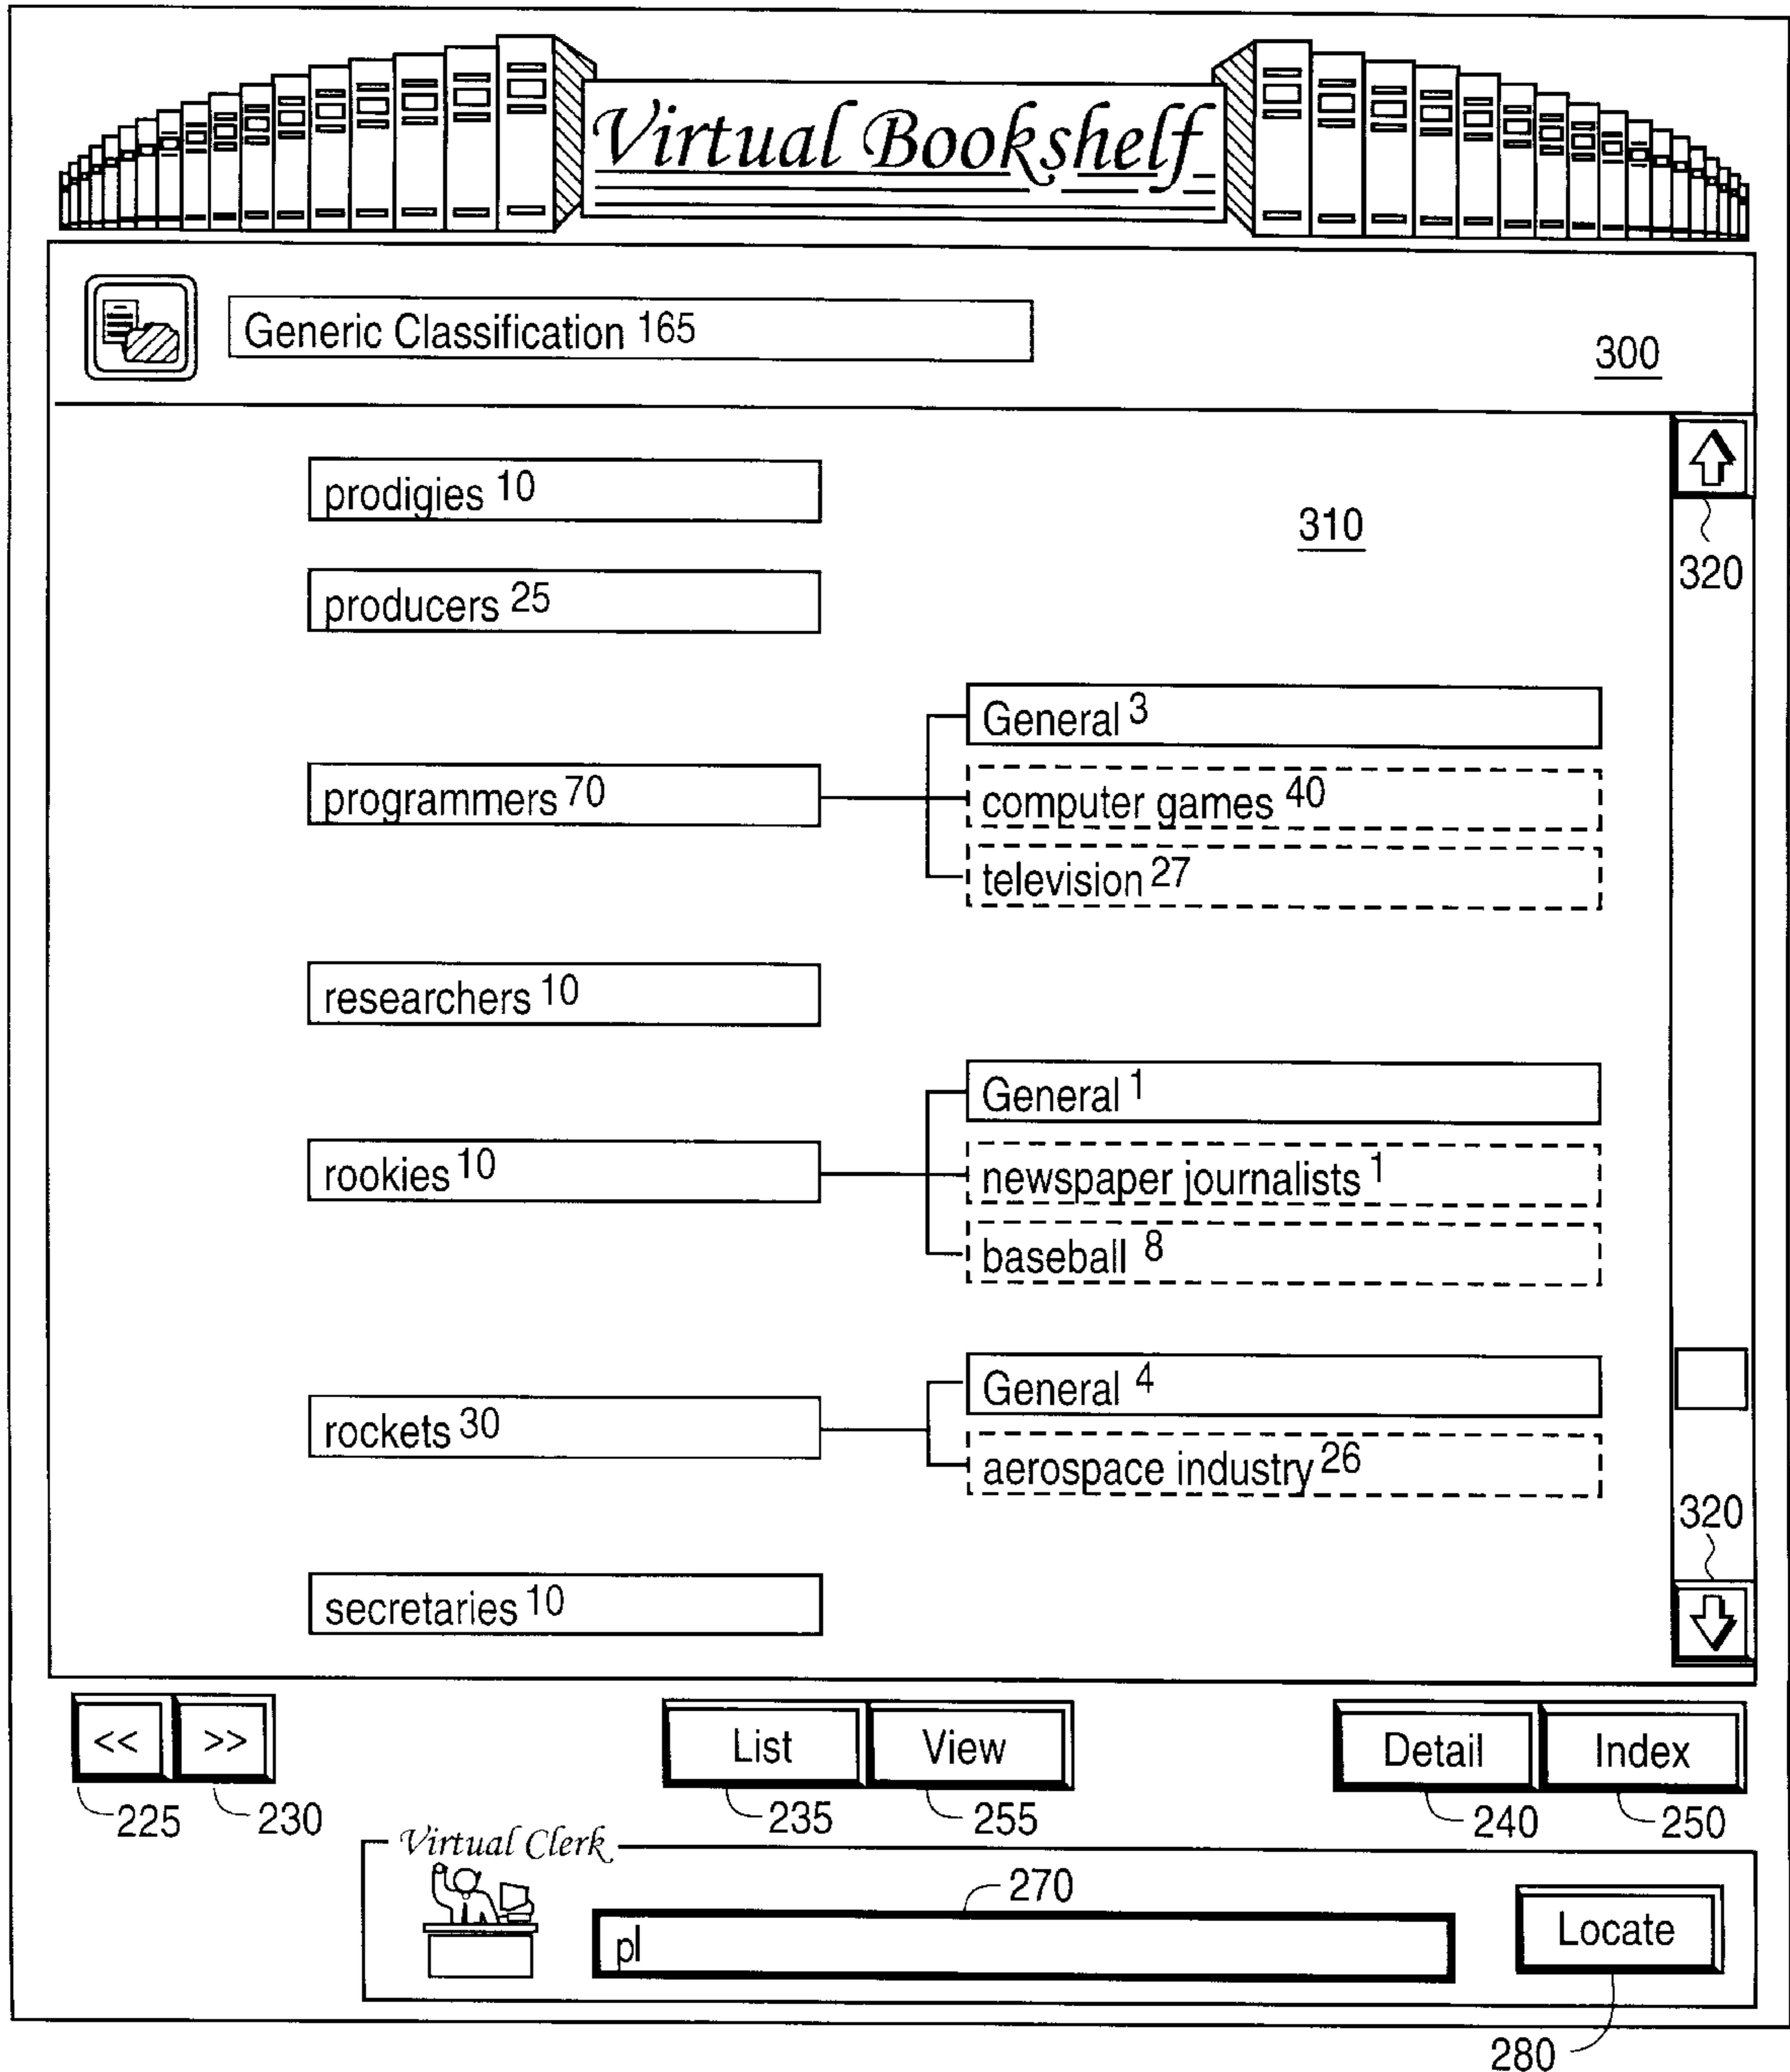 Virtual Bookshelf
Generic Classification 165
300
prodigies 10
310
320
producers 25
General 3
programmers 70
computer games 40
television 27
researchers 10
General 1
rookies 10
newspaper journalists 1
baseball 8
General 4
rockets 30
aerospace industry 26
320
secretaries 10
<< >> List View Detail Index
225 230 235 255 240 250
Virtual Clerk
270
pl
Locate
280